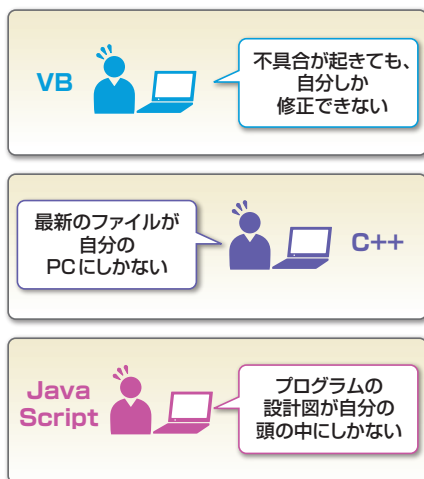 VB
不具合が起きても、
自分しか
修正できない
最新のファイルが
自分の
PCにしかない
C++
Java
Script
プログラムの
設計図が自分の
頭の中にしかない